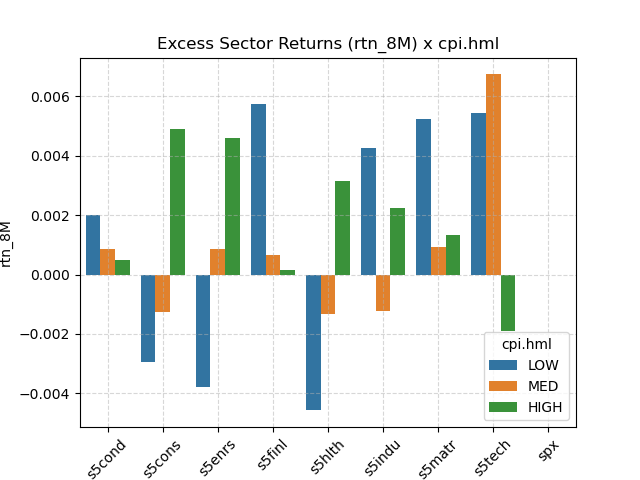 Excess Sector Returns (rtn_8M) x cpi.hml
rtn_8M
0.006
0.004
0.002
0.000
−0.002
−0.004
s5cond
s5cons
s5enrs
s5finl
s5hlth
s5indu
s5matr
s5tech
spx
cpi.hml
LOW
MED
HIGH